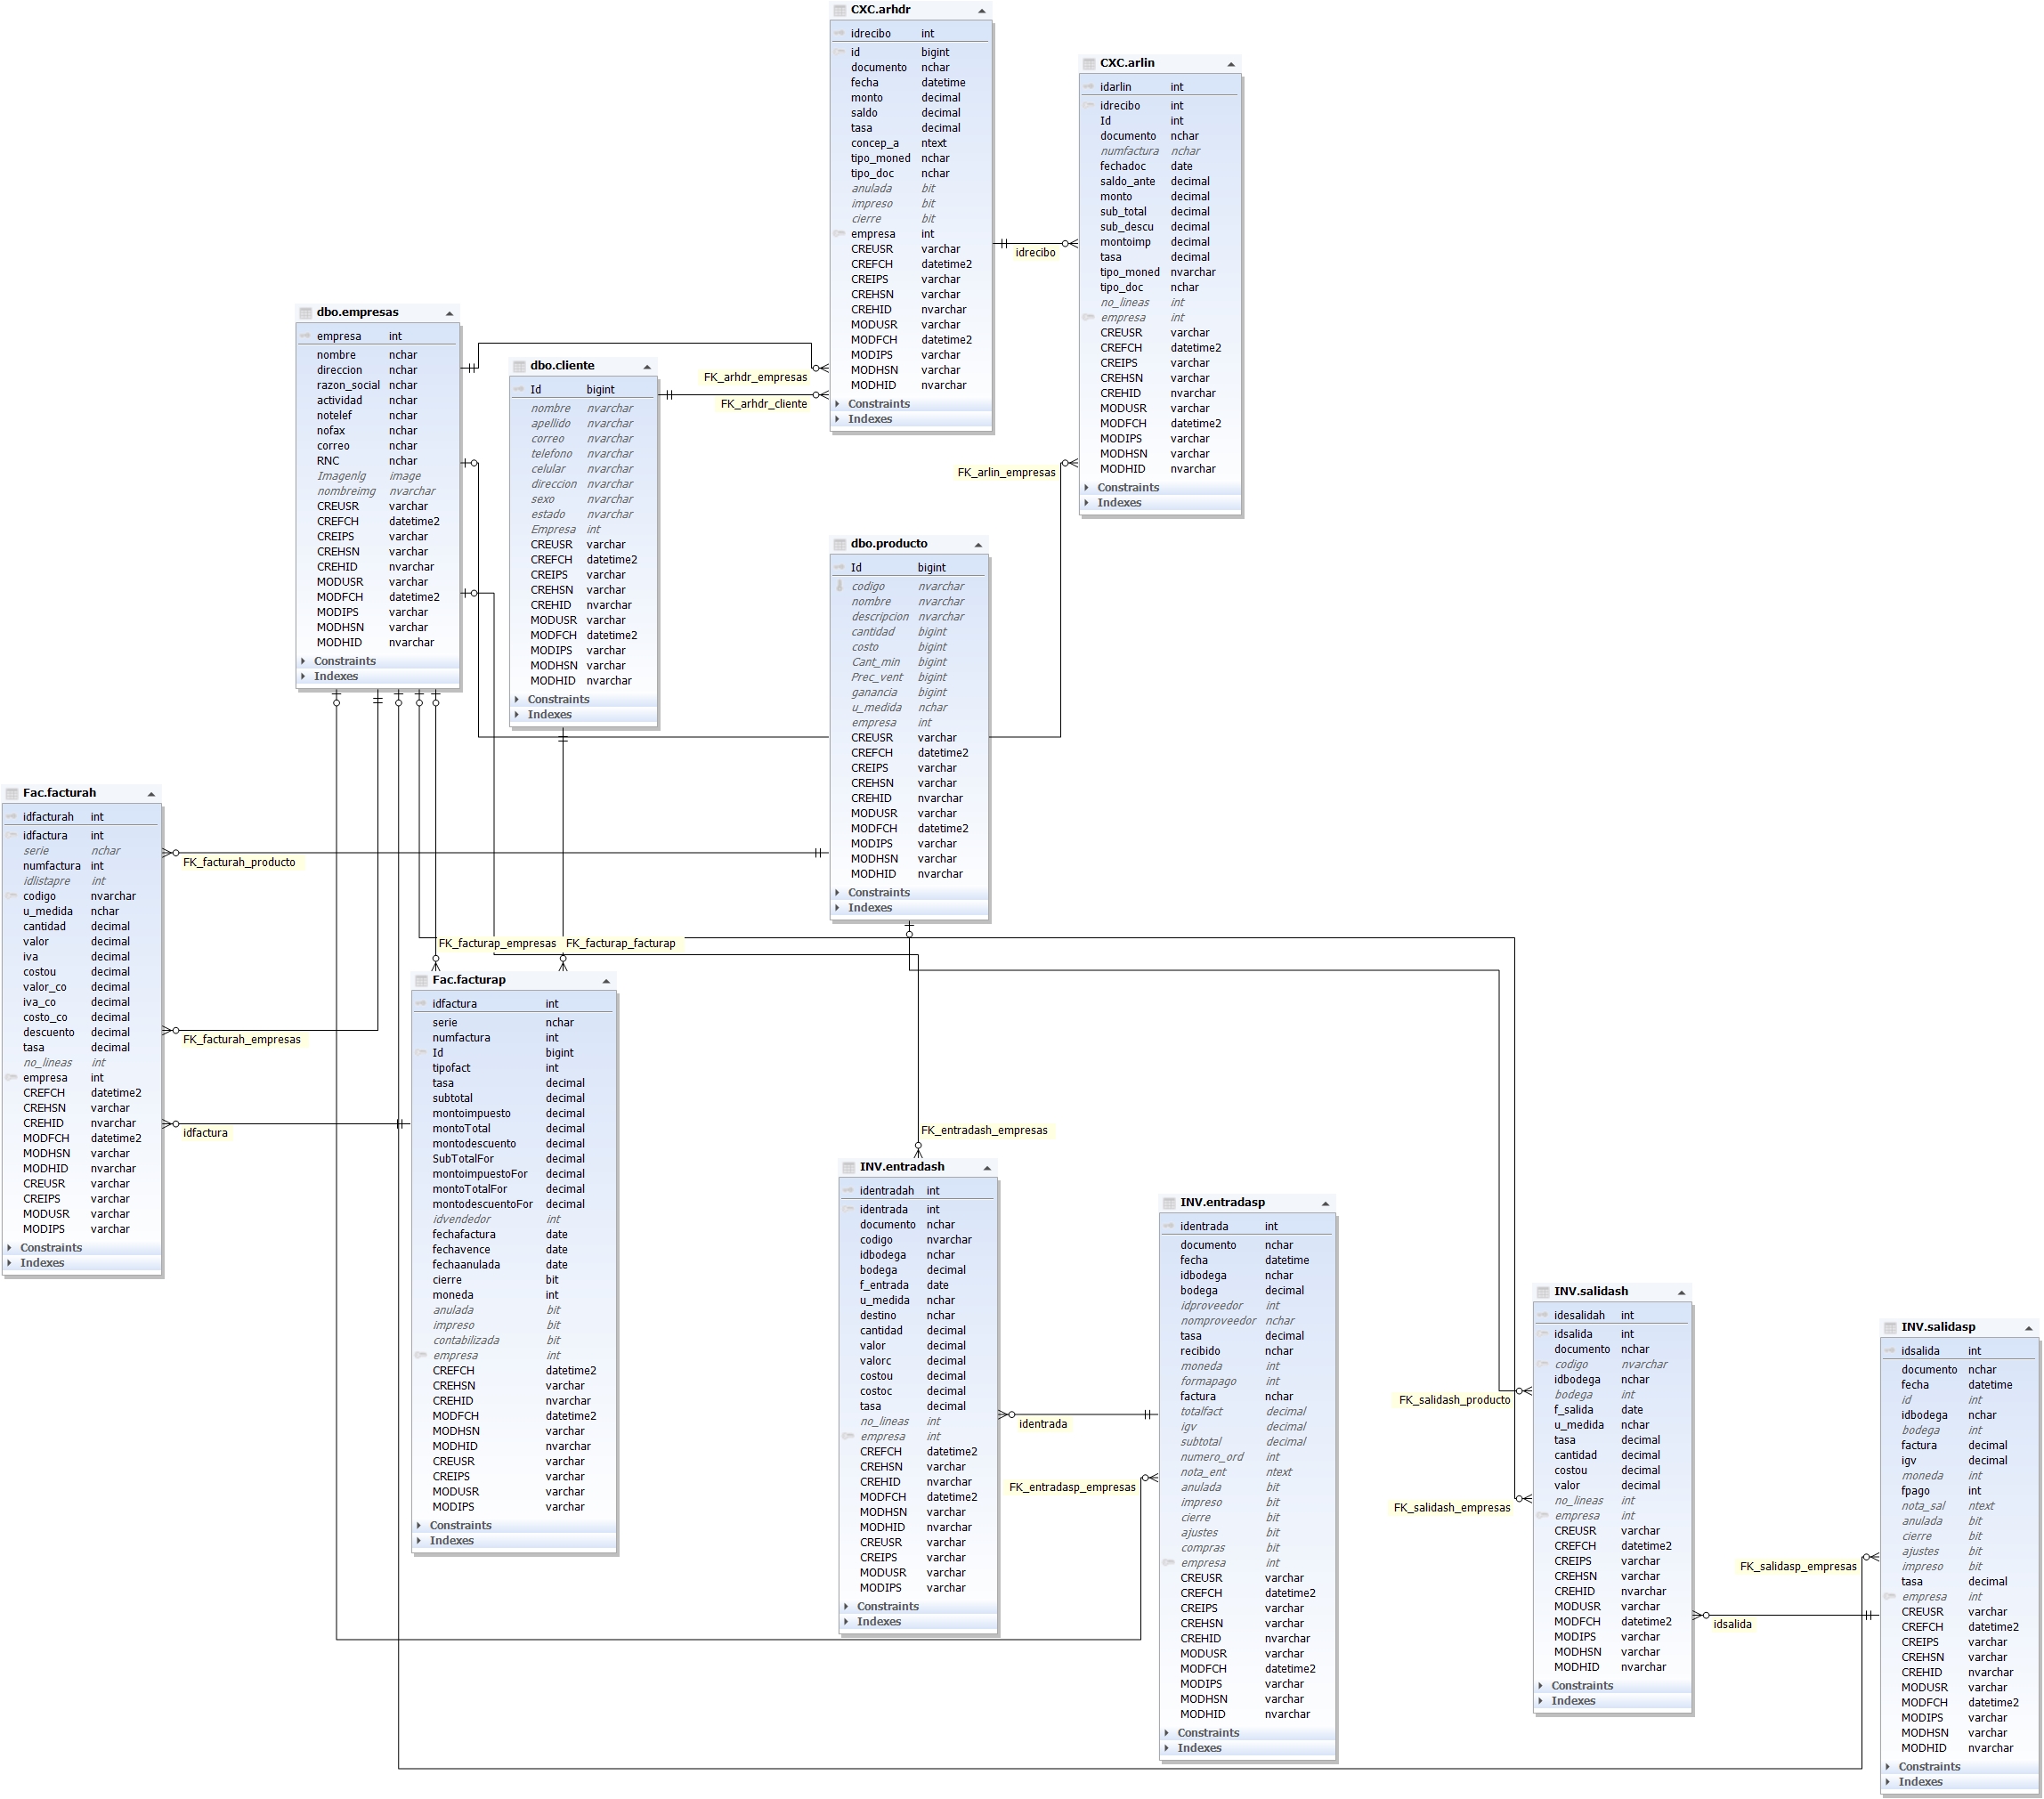 CXC.arhdr
idrecibo int
id bigint
documento nchar
fecha datetime
monto decimal
saldo decimal
tasa decimal
concep_a ntext
tipo_moned nchar
tipo_doc nchar
anulada bit
impreso bit
cierre bit
empresa int
CREUSR varchar
CREFCH datetime2
CREIPS varchar
CREHSN varchar
CREHID nvarchar
MODUSR varchar
MODFCH datetime2
MODIPS varchar
MODHSN varchar
MODHID nvarchar
Constraints
Indexes
CXC.arlin
idarlin int
idrecibo int
Id int
documento nchar
numfactura nchar
fechadoc date
saldo_ante decimal
monto decimal
sub_total decimal
sub_descu decimal
montoimp decimal
tasa decimal
tipo_moned nvarchar
tipo_doc nchar
no_lineas int
empresa int
CREUSR varchar
CREFCH datetime2
CREIPS varchar
CREHSN varchar
CREHID nvarchar
MODUSR varchar
MODFCH datetime2
MODIPS varchar
MODHSN varchar
MODHID nvarchar
Constraints
Indexes
idrecibo
dbo.empresas
empresa int
nombre nchar
direccion nchar
razon_social nchar
actividad nchar
notelef nchar
nofax nchar
correo nchar
RNC nchar
Imagenlg image
nombreimg nvarchar
CREUSR varchar
CREFCH datetime2
CREIPS varchar
CREHSN varchar
CREHID nvarchar
MODUSR varchar
MODFCH datetime2
MODIPS varchar
MODHSN varchar
MODHID nvarchar
Constraints
Indexes
dbo.cliente
Id bigint
nombre nvarchar
apellido nvarchar
correo nvarchar
telefono nvarchar
celular nvarchar
direccion nvarchar
sexo nvarchar
estado nvarchar
Empresa int
CREUSR varchar
CREFCH datetime2
CREIPS varchar
CREHSN varchar
CREHID nvarchar
MODUSR varchar
MODFCH datetime2
MODIPS varchar
MODHSN varchar
MODHID nvarchar
Constraints
Indexes
FK_arhdr_empresas
FK_arhdr_cliente
FK_arlin_empresas
dbo.producto
Id bigint
codigo nvarchar
nombre nvarchar
descripcion nvarchar
cantidad bigint
costo bigint
Cant_min bigint
Prec_vent bigint
ganancia bigint
u_medida nchar
empresa int
CREUSR varchar
CREFCH datetime2
CREIPS varchar
CREHSN varchar
CREHID nvarchar
MODUSR varchar
MODFCH datetime2
MODIPS varchar
MODHSN varchar
MODHID nvarchar
Constraints
Indexes
Fac.facturah
idfacturah int
idfactura int
serie nchar
numfactura int
idlistapre int
codigo nvarchar
u_medida nchar
cantidad decimal
valor decimal
iva decimal
costou decimal
valor_co decimal
iva_co decimal
costo_co decimal
descuento decimal
tasa decimal
no_lineas int
empresa int
CREFCH datetime2
CREHSN varchar
CREHID nvarchar
MODFCH datetime2
MODHSN varchar
MODHID nvarchar
CREUSR varchar
CREIPS varchar
MODUSR varchar
MODIPS varchar
Constraints
Indexes
FK_facturah_producto
FK_facturah_empresas
idfactura
FK_facturap_empresas
FK_facturap_facturap
Fac.facturap
idfactura int
serie nchar
numfactura int
Id bigint
tipofact int
tasa decimal
subtotal decimal
montoimpuesto decimal
montoTotal decimal
montodescuento decimal
SubTotalFor decimal
montoimpuestoFor decimal
montoTotalFor decimal
montodescuentoFor decimal
idvendedor int
fechafactura date
fechavence date
fechaanulada date
cierre bit
moneda int
anulada bit
impreso bit
contabilizada bit
empresa int
CREFCH datetime2
CREHSN varchar
CREHID nvarchar
MODFCH datetime2
MODHSN varchar
MODHID nvarchar
CREUSR varchar
CREIPS varchar
MODUSR varchar
MODIPS varchar
Constraints
Indexes
FK_entradash_empresas
INV.entradash
identradah int
identrada int
documento nchar
codigo nvarchar
idbodega nchar
bodega decimal
f_entrada date
u_medida nchar
destino nchar
cantidad decimal
valor decimal
valorc decimal
costou decimal
costoc decimal
tasa decimal
no_lineas int
empresa int
CREFCH datetime2
CREHSN varchar
CREHID nvarchar
MODFCH datetime2
MODHSN varchar
MODHID nvarchar
CREUSR varchar
CREIPS varchar
MODUSR varchar
MODIPS varchar
Constraints
Indexes
identrada
FK_entradasp_empresas
INV.entradasp
identrada int
documento nchar
fecha datetime
idbodega nchar
bodega decimal
idproveedor int
nomproveedor nchar
tasa decimal
recibido nchar
moneda int
formapago int
factura nchar
totalfact decimal
igv decimal
subtotal decimal
numero_ord int
nota_ent ntext
anulada bit
impreso bit
cierre bit
ajustes bit
compras bit
empresa int
CREUSR varchar
CREFCH datetime2
CREIPS varchar
CREHSN varchar
CREHID nvarchar
MODUSR varchar
MODFCH datetime2
MODIPS varchar
MODHSN varchar
MODHID nvarchar
Constraints
Indexes
FK_salidash_producto
FK_salidash_empresas
INV.salidash
idesalidah int
idsalida int
documento nchar
codigo nvarchar
idbodega nchar
bodega int
f_salida date
u_medida nchar
tasa decimal
cantidad decimal
costou decimal
valor decimal
no_lineas int
empresa int
CREUSR varchar
CREFCH datetime2
CREIPS varchar
CREHSN varchar
CREHID nvarchar
MODUSR varchar
MODFCH datetime2
MODIPS varchar
MODHSN varchar
MODHID nvarchar
Constraints
Indexes
FK_salidasp_empresas
idsalida
INV.salidasp
idsalida int
documento nchar
fecha datetime
id int
idbodega nchar
bodega int
factura decimal
igv decimal
moneda int
fpago int
nota_sal ntext
anulada bit
cierre bit
ajustes bit
impreso bit
tasa decimal
empresa int
CREUSR varchar
CREFCH datetime2
CREIPS varchar
CREHSN varchar
CREHID nvarchar
MODUSR varchar
MODFCH datetime2
MODIPS varchar
MODHSN varchar
MODHID nvarchar
Constraints
Indexes